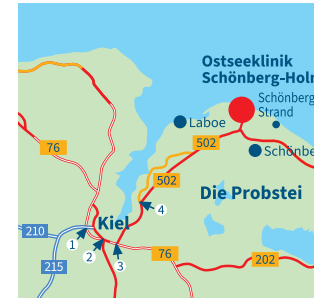 Ostseeklinik
Schönberg-Holm
Schönberg
Strand
Laboe
502
Schönbe
76
502
Die Probstei
4
Kiel
210
1
2
3
76
215
202